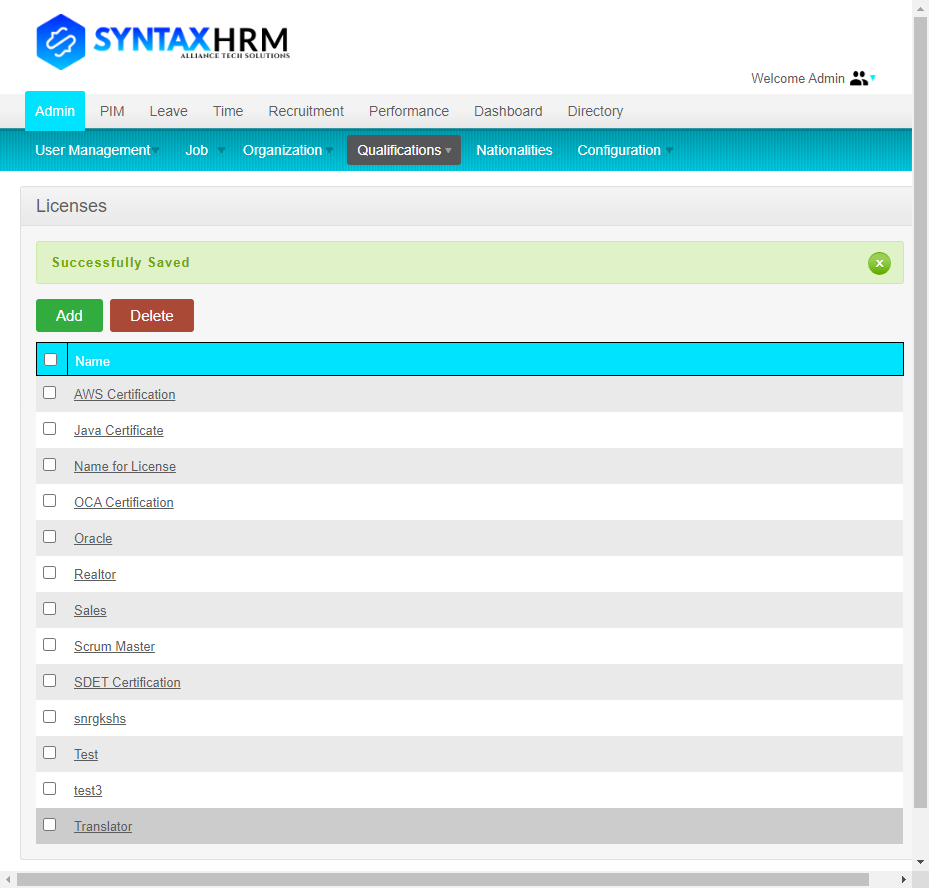 SYNTAXHRM
ALLIANCE TECH SOLUTIONS
Welcome Admin
Admin PIM Leave Time Recruitment Performance Dashboard Directory
User Management Job Organization Qualifications Nationalities Configuration
Licenses
Successfully Saved
Add Delete
Name
AWS Certification
Java Certificate
Name for License
OCA Certification
Oracle
Realtor
Sales
Scrum Master
SDET Certification
snrgkshs
Test
test3
Translator